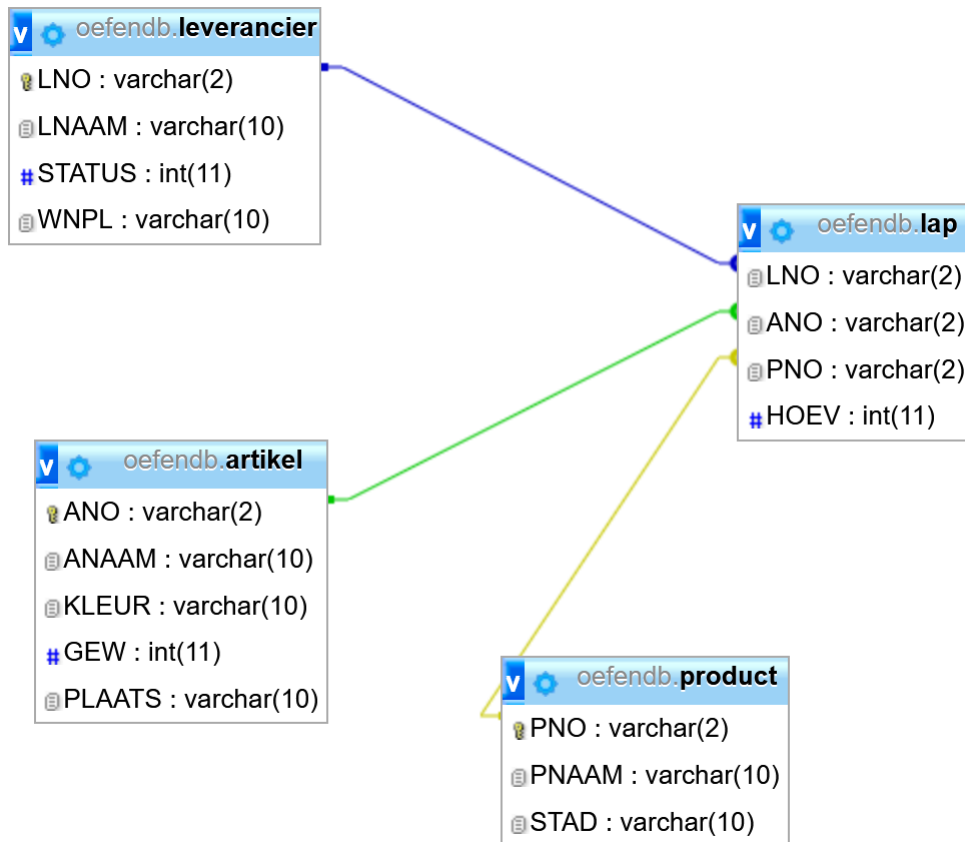 v oefendb.leverancier
LNO : varchar(2)
LNAAM : varchar(10)
# STATUS : int(11)
WNPL : varchar(10)
v oefendb.lap
LNO : varchar(2)
ANO : varchar(2)
PNO : varchar(2)
# HOEV : int(11)
v oefendb.artikel
ANO : varchar(2)
ANAAM : varchar(10)
KLEUR : varchar(10)
# GEW : int(11)
PLAATS : varchar(10)
v oefendb.product
PNO : varchar(2)
PNAAM : varchar(10)
STAD : varchar(10)